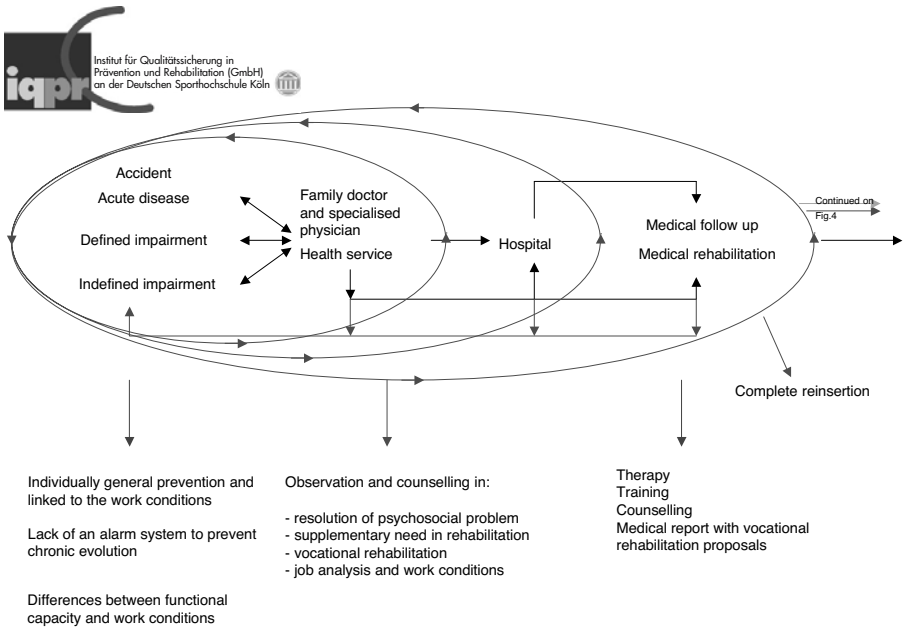 iqpr
Institut für Qualitätssicherung in
Prävention und Rehabilitation (GmbH)
an der Deutschen Sporthochschule Köln
Accident
Acute disease
Defined impairment
Indefined impairment
Family doctor
and specialised
physician
Health service
Hospital
Medical follow up
Medical rehabilitation
Continued on
Fig.4
Complete reinsertion
Individually general prevention and
linked to the work conditions
Lack of an alarm system to prevent
chronic evolution
Differences between functional
capacity and work conditions
Observation and counselling in:
- resolution of psychosocial problem
- supplementary need in rehabilitation
- vocational rehabilitation
- job analysis and work conditions
Therapy
Training
Counselling
Medical report with vocational
rehabilitation proposals